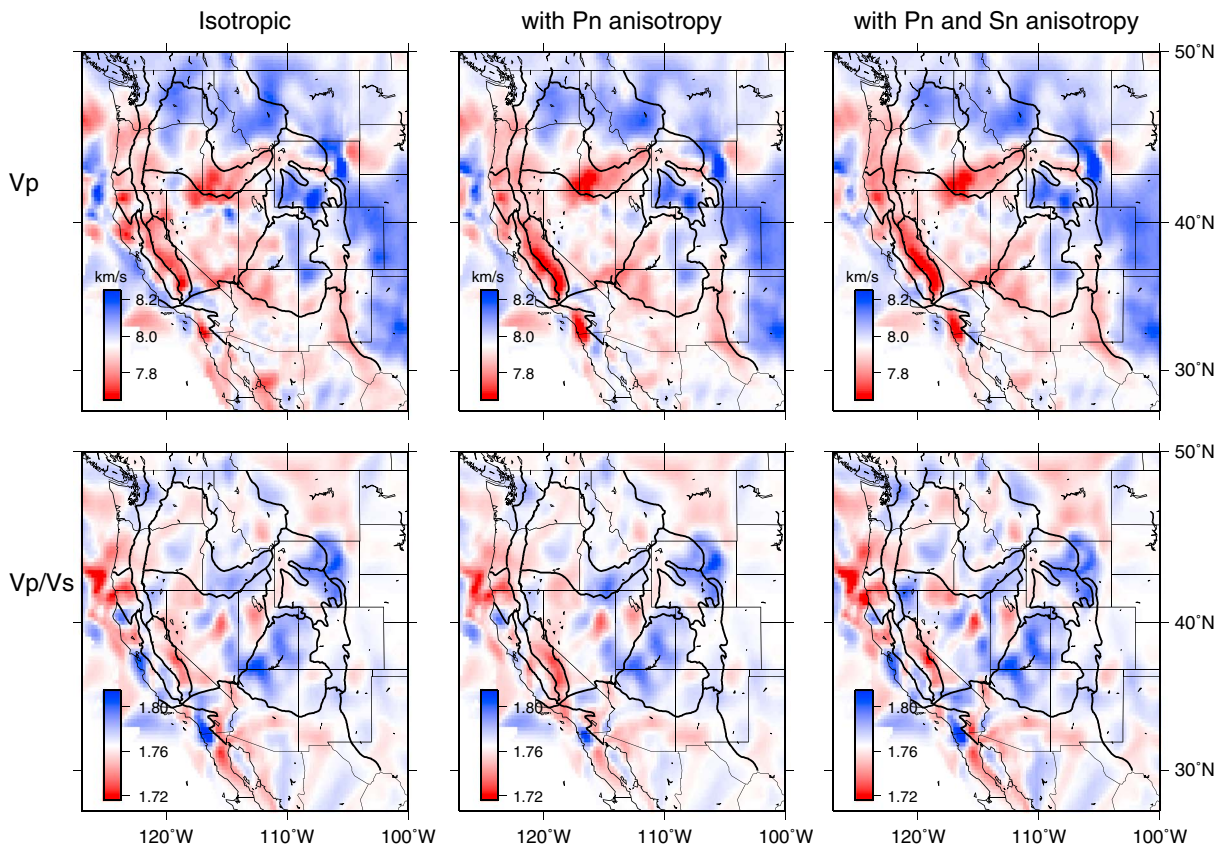 Isotropic
with Pn anisotropy
with Pn and Sn anisotropy
Vp
km/s
8.2
8.0
7.8
km/s
8.2
8.0
7.8
km/s
8.2
8.0
7.8
50˚N
40˚N
30˚N
Vp/Vs
1.80
1.76
1.72
1.80
1.76
1.72
1.80
1.76
1.72
50˚N
40˚N
30˚N
120˚W
110˚W
100˚W
120˚W
110˚W
100˚W
120˚W
110˚W
100˚W